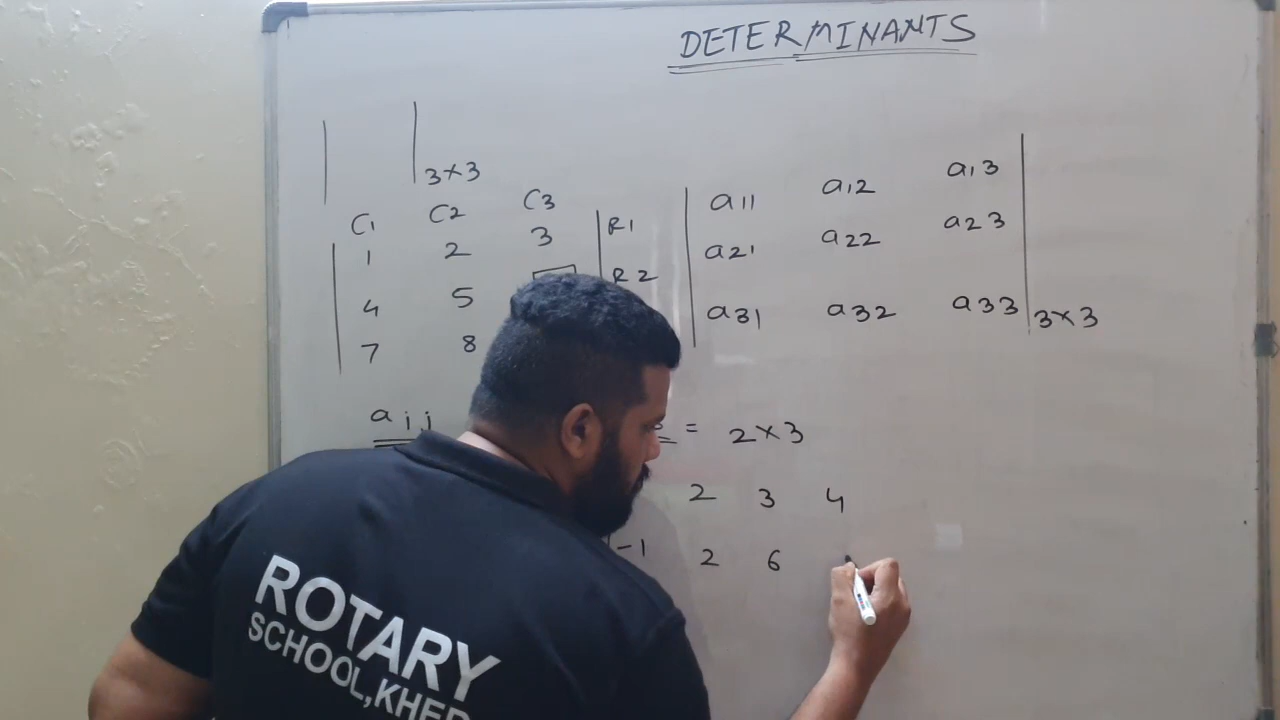 DETERMINANTS
3×3
C1 C2 C3
1 2 3 R1
4 5 R2
7 8
a11 a12 a13
a21 a22 a23
a31 a32 a33 3×3
aij = 2×3
2 3 4
-1 2 6
ROTARY
SCHOOL,KHED